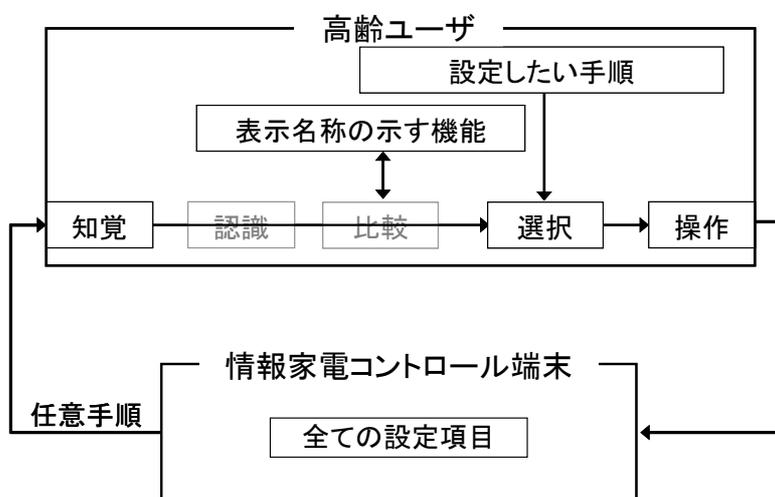 高齢ユーザ
設定したい手順
表示名称の示す機能
知覚
認識
比較
選択
操作
情報家電コントロール端末
任意手順
全ての設定項目